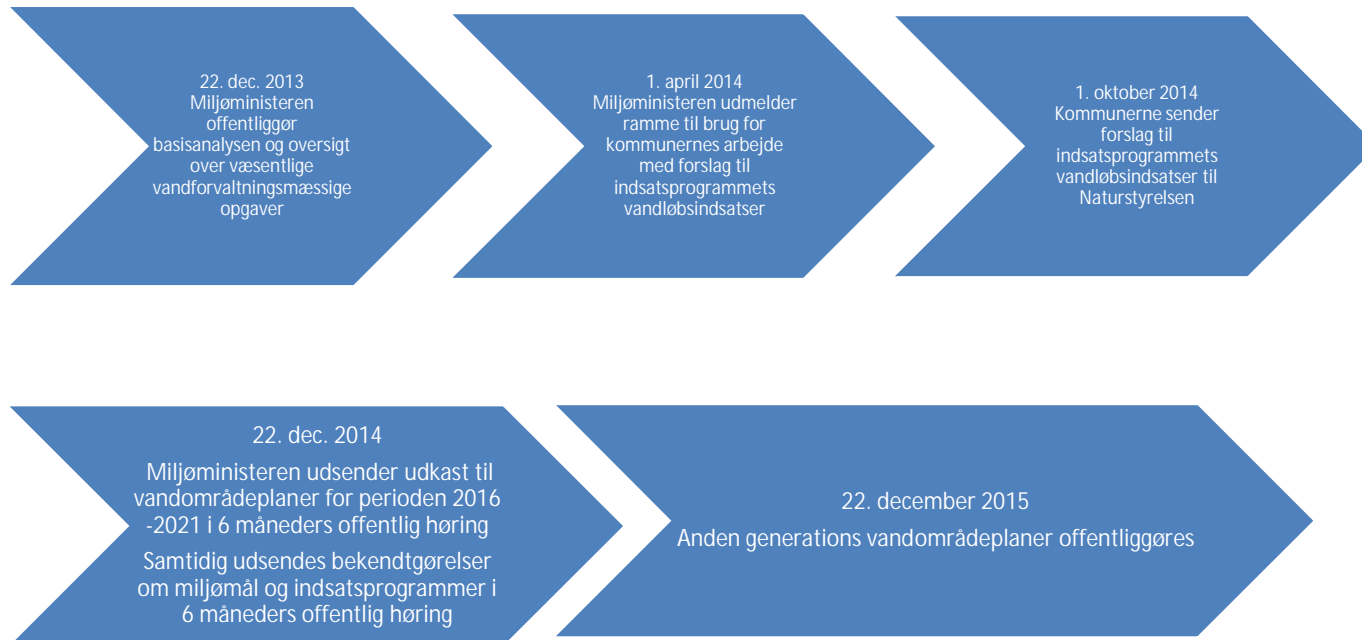 22. dec. 2013
Miljøministeren
offentliggør
basisanalysen og oversigt
over væsentlige
vandforvaltningsmæssige
opgaver
1. april 2014
Miljøministeren udmelder
ramme til brug for
kommunernes arbejde
med forslag til
indsatsprogrammets
vandløbsindsatser
1. oktober 2014
Kommunerne sender
forslag til
indsatsprogrammets
vandløbsindsatser til
Naturstyrelsen
22. dec. 2014
Miljøministeren udsender udkast til
vandområdeplaner for perioden 2016
-2021 i 6 måneders offentlig høring
Samtidig udsendes bekendtgørelser
om miljømål og indsatsprogrammer i
6 måneders offentlig høring
22. december 2015
Anden generations vandområdeplaner offentliggøres